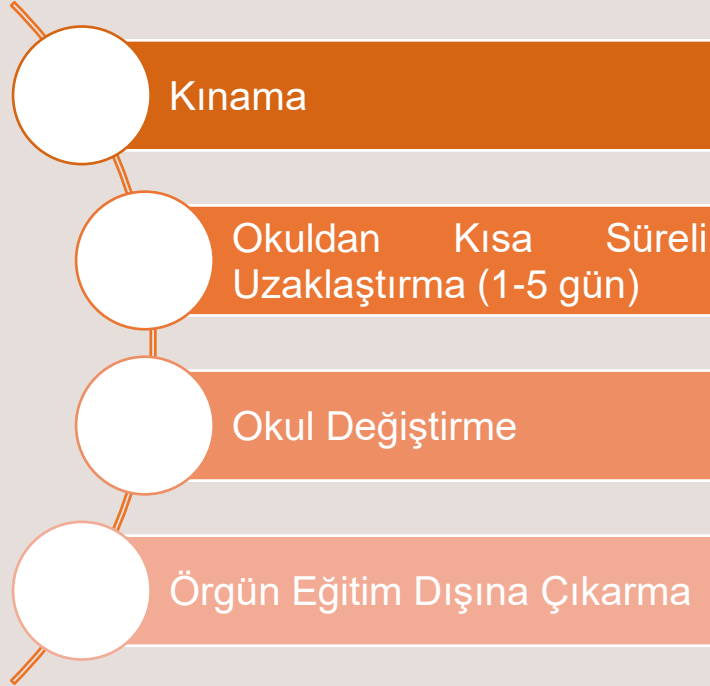 Kınama
Okuldan Kısa Süreli
Uzaklaştırma (1-5 gün)
Okul Değiştirme
Örgün Eğitim Dışına Çıkarma